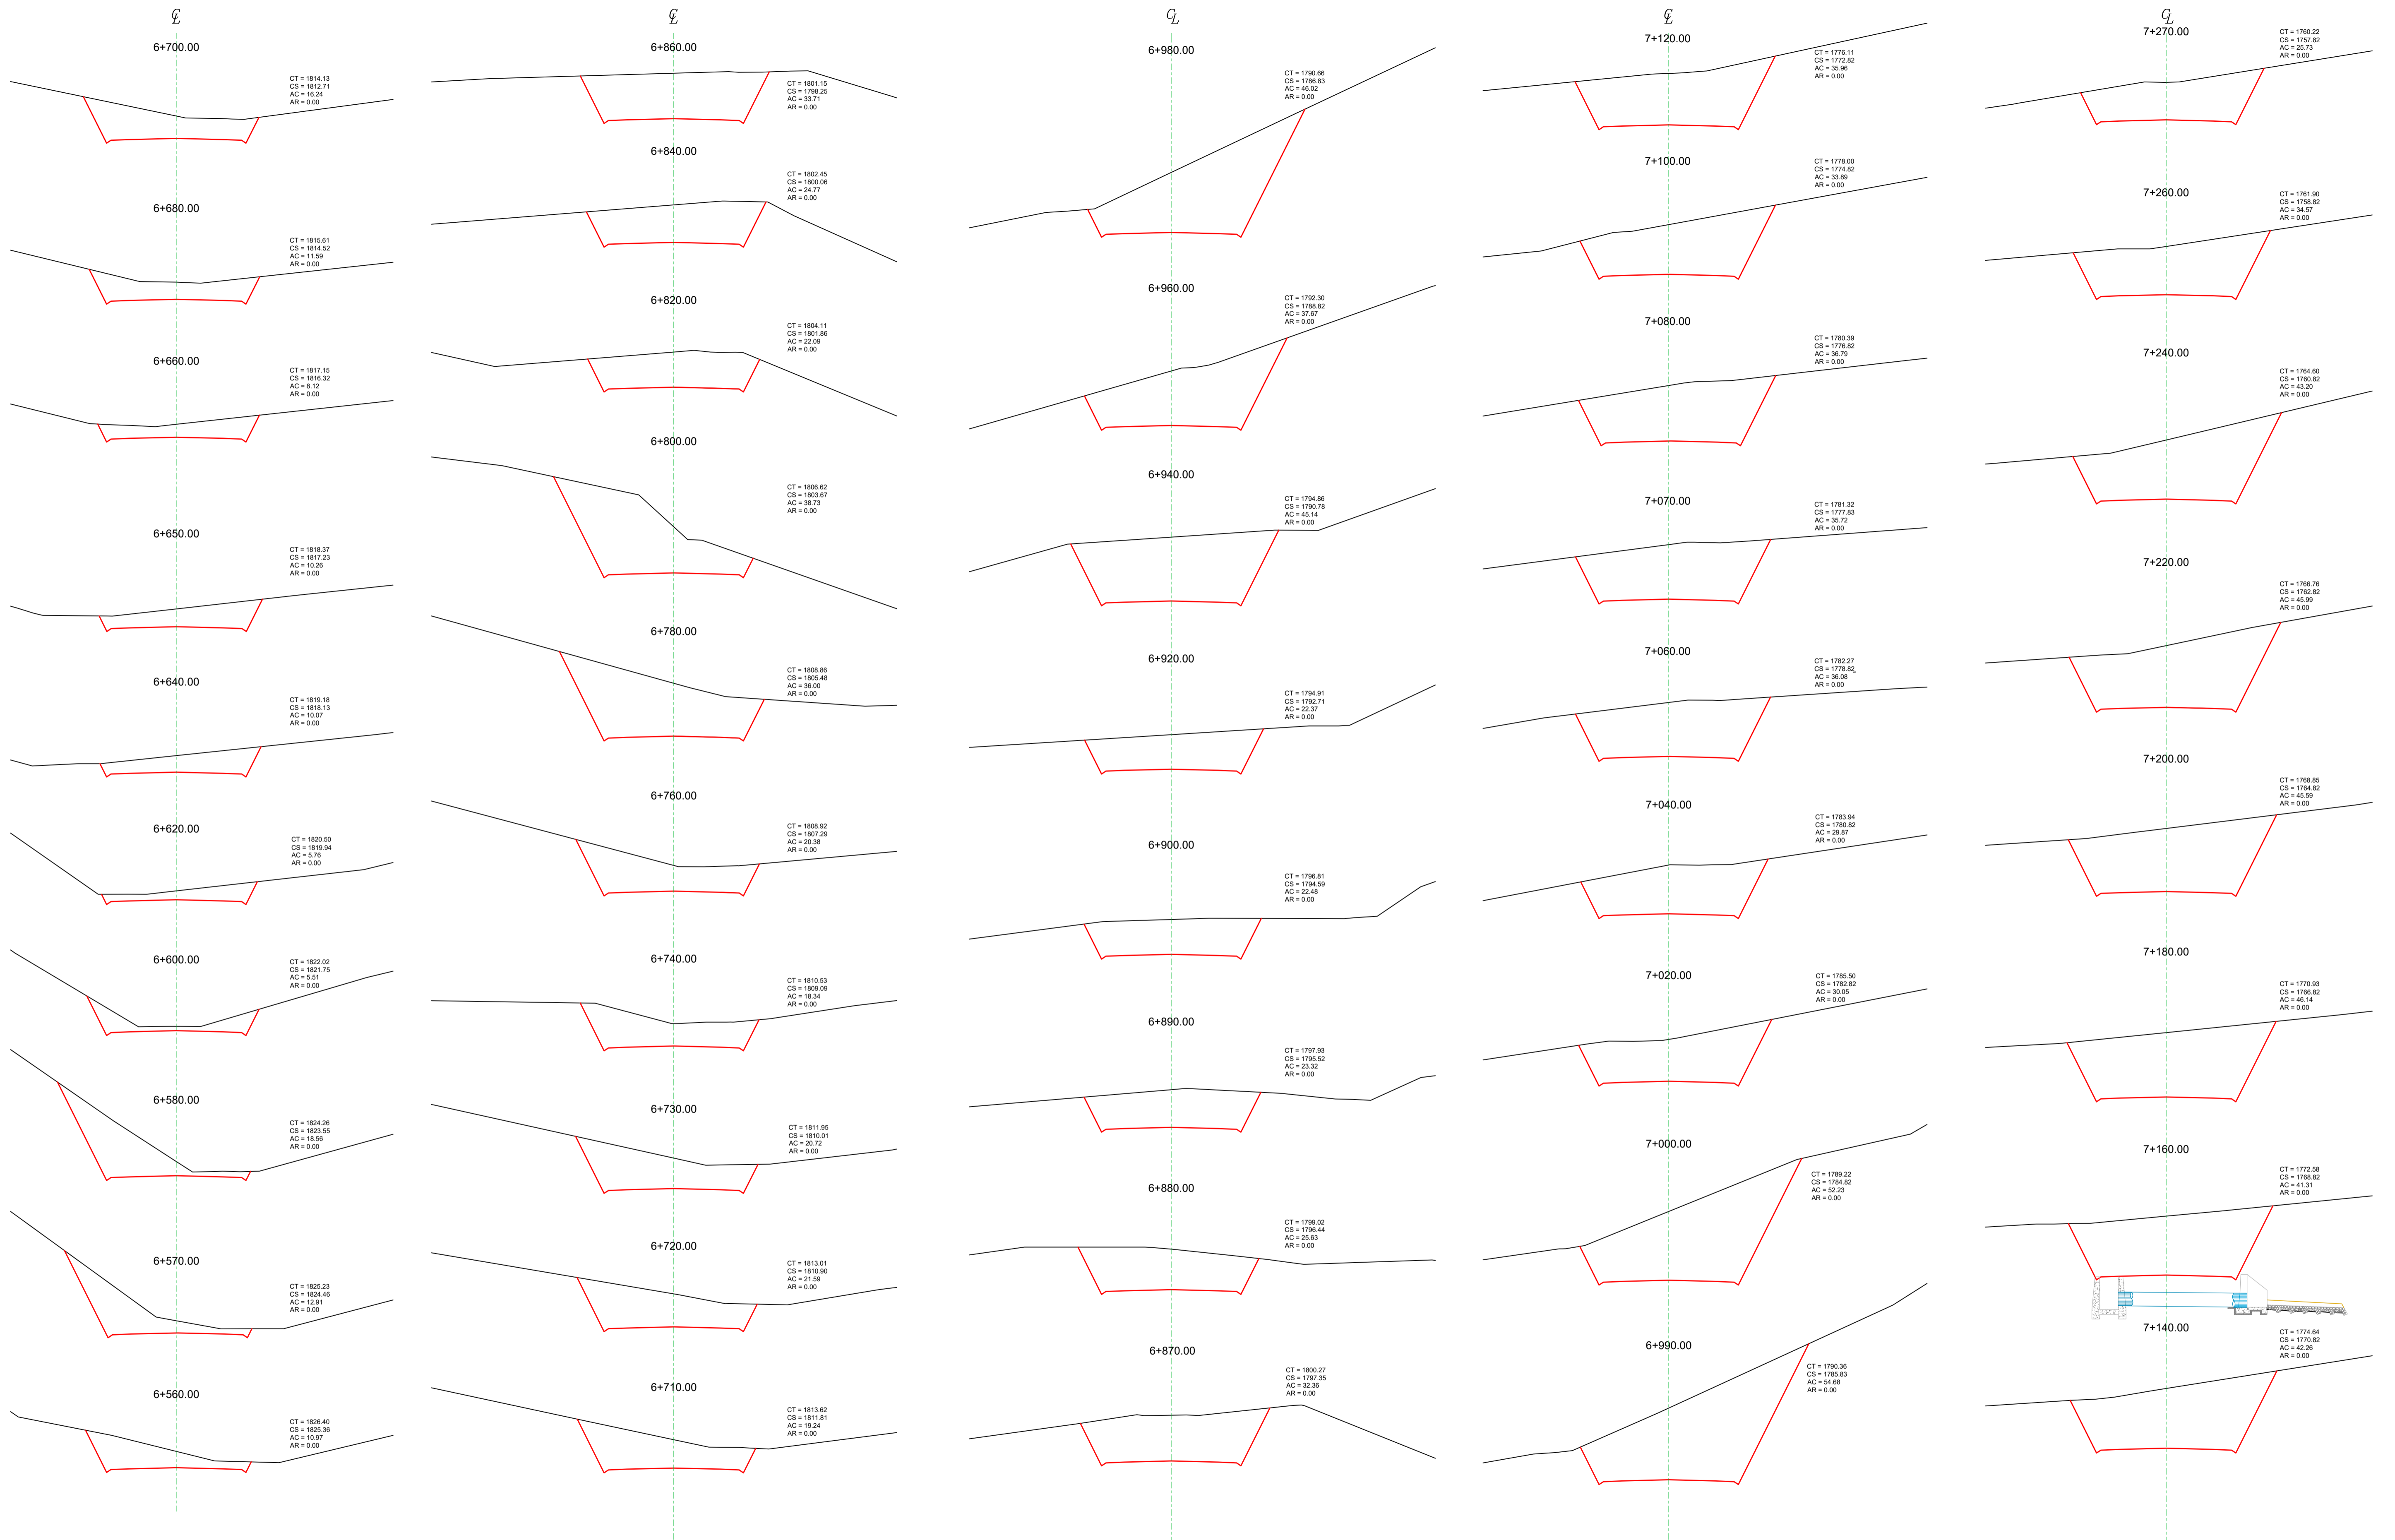 CL
6+700.00
CT = 1814.13
CS = 1812.71
AC = 16.24
AR = 0.00
6+680.00
CT = 1815.61
CS = 1814.52
AC = 11.59
AR = 0.00
6+660.00
CT = 1817.15
CS = 1816.32
AC = 8.12
AR = 0.00
6+650.00
CT = 1818.37
CS = 1817.23
AC = 10.26
AR = 0.00
6+640.00
CT = 1819.18
CS = 1818.13
AC = 10.07
AR = 0.00
6+620.00
CT = 1820.50
CS = 1819.94
AC = 5.76
AR = 0.00
6+600.00
CT = 1822.02
CS = 1821.75
AC = 5.51
AR = 0.00
6+580.00
CT = 1824.26
CS = 1823.55
AC = 18.56
AR = 0.00
6+570.00
CT = 1825.23
CS = 1824.46
AC = 12.91
AR = 0.00
6+560.00
CT = 1826.40
CS = 1825.36
AC = 10.97
AR = 0.00
CL
6+860.00
CT = 1801.15
CS = 1798.25
AC = 33.71
AR = 0.00
6+840.00
CT = 1802.45
CS = 1800.06
AC = 24.77
AR = 0.00
6+820.00
CT = 1804.11
CS = 1801.86
AC = 22.09
AR = 0.00
6+800.00
CT = 1806.62
CS = 1803.67
AC = 38.73
AR = 0.00
6+780.00
CT = 1808.86
CS = 1805.48
AC = 36.00
AR = 0.00
6+760.00
CT = 1808.92
CS = 1807.29
AC = 20.38
AR = 0.00
6+740.00
CT = 1810.53
CS = 1809.09
AC = 18.34
AR = 0.00
6+730.00
CT = 1811.95
CS = 1810.01
AC = 20.72
AR = 0.00
6+720.00
CT = 1813.01
CS = 1810.90
AC = 21.59
AR = 0.00
6+710.00
CT = 1813.62
CS = 1811.81
AC = 19.24
AR = 0.00
CL
6+980.00
CT = 1790.66
CS = 1786.83
AC = 46.02
AR = 0.00
6+960.00
CT = 1792.30
CS = 1788.82
AC = 37.67
AR = 0.00
6+940.00
CT = 1794.86
CS = 1790.78
AC = 45.14
AR = 0.00
6+920.00
CT = 1794.91
CS = 1792.71
AC = 22.37
AR = 0.00
6+900.00
CT = 1796.81
CS = 1794.59
AC = 22.48
AR = 0.00
6+890.00
CT = 1797.93
CS = 1795.52
AC = 23.32
AR = 0.00
6+880.00
CT = 1799.02
CS = 1796.44
AC = 25.63
AR = 0.00
6+870.00
CT = 1800.27
CS = 1797.35
AC = 32.36
AR = 0.00
CL
7+120.00
CT = 1776.11
CS = 1772.82
AC = 35.96
AR = 0.00
7+100.00
CT = 1778.00
CS = 1774.82
AC = 33.89
AR = 0.00
7+080.00
CT = 1780.39
CS = 1776.82
AC = 36.79
AR = 0.00
7+070.00
CT = 1781.32
CS = 1777.83
AC = 35.72
AR = 0.00
7+060.00
CT = 1782.27
CS = 1778.82
AC = 36.08
AR = 0.00
7+040.00
CT = 1783.94
CS = 1780.82
AC = 29.87
AR = 0.00
7+020.00
CT = 1785.50
CS = 1782.82
AC = 30.05
AR = 0.00
7+000.00
CT = 1789.22
CS = 1784.82
AC = 52.23
AR = 0.00
6+990.00
CT = 1790.36
CS = 1785.83
AC = 54.68
AR = 0.00
CL
7+270.00
CT = 1760.22
CS = 1757.82
AC = 25.73
AR = 0.00
7+260.00
CT = 1761.90
CS = 1758.82
AC = 34.57
AR = 0.00
7+240.00
CT = 1764.60
CS = 1760.82
AC = 43.20
AR = 0.00
7+220.00
CT = 1766.76
CS = 1762.82
AC = 45.99
AR = 0.00
7+200.00
CT = 1768.85
CS = 1764.82
AC = 45.59
AR = 0.00
7+180.00
CT = 1770.93
CS = 1766.82
AC = 46.14
AR = 0.00
7+160.00
CT = 1772.58
CS = 1768.82
AC = 41.31
AR = 0.00
7+140.00
CT = 1774.64
CS = 1770.82
AC = 42.26
AR = 0.00